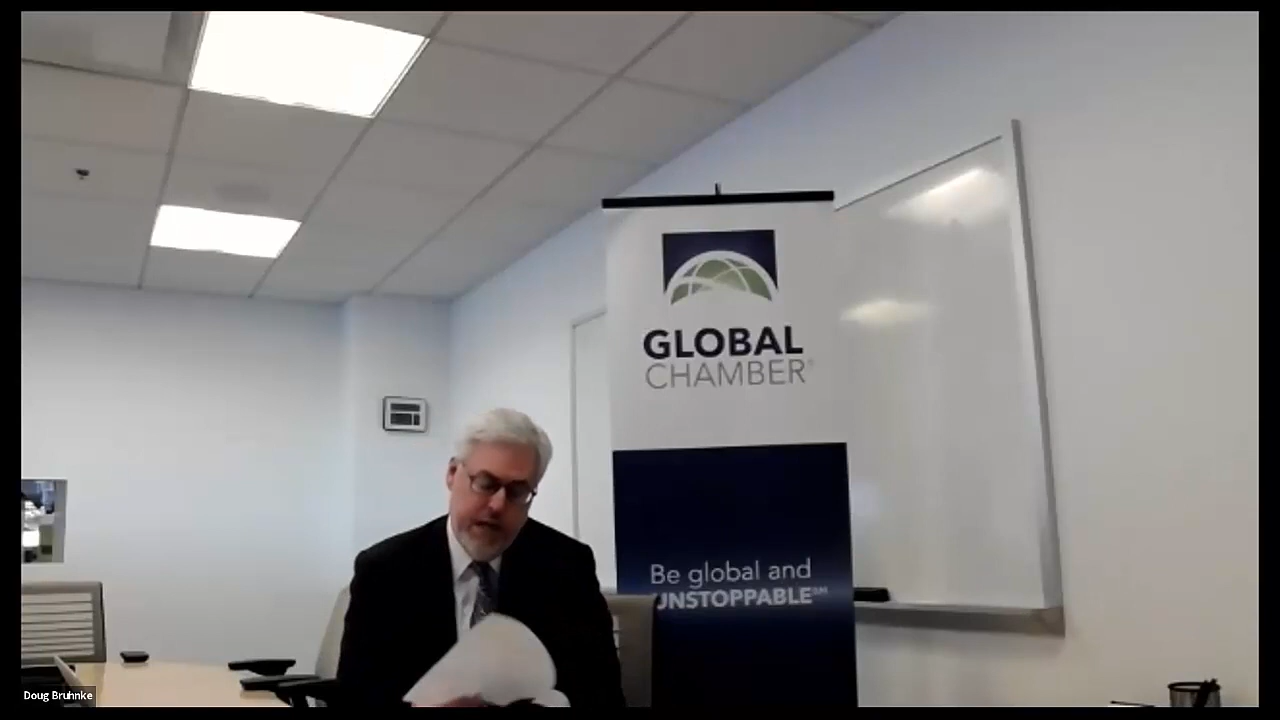 GLOBAL
CHAMBER®
Be global and
UNSTOPPABLE℠
Doug Bruhnke